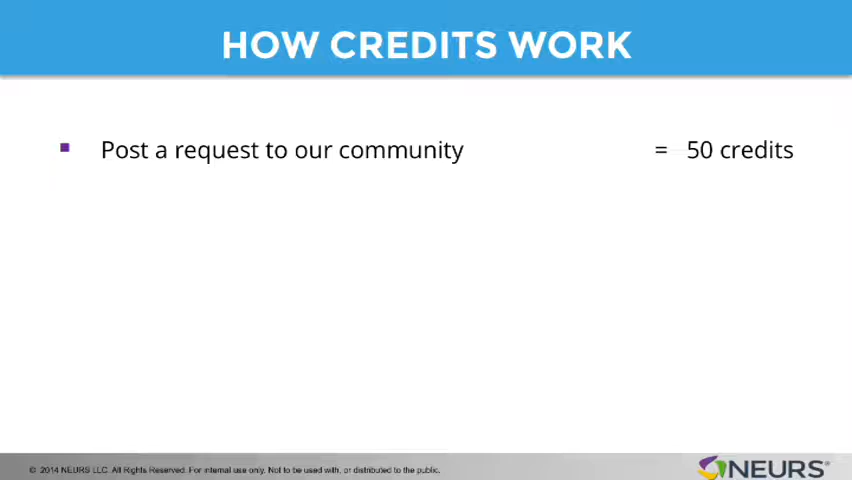 HOW CREDITS WORK
▪ Post a request to our community = 50 credits
© 2014 NEURS LLC. All Rights Reserved. For internal use only. Not to be used with, or distributed to the public.
NEURS®